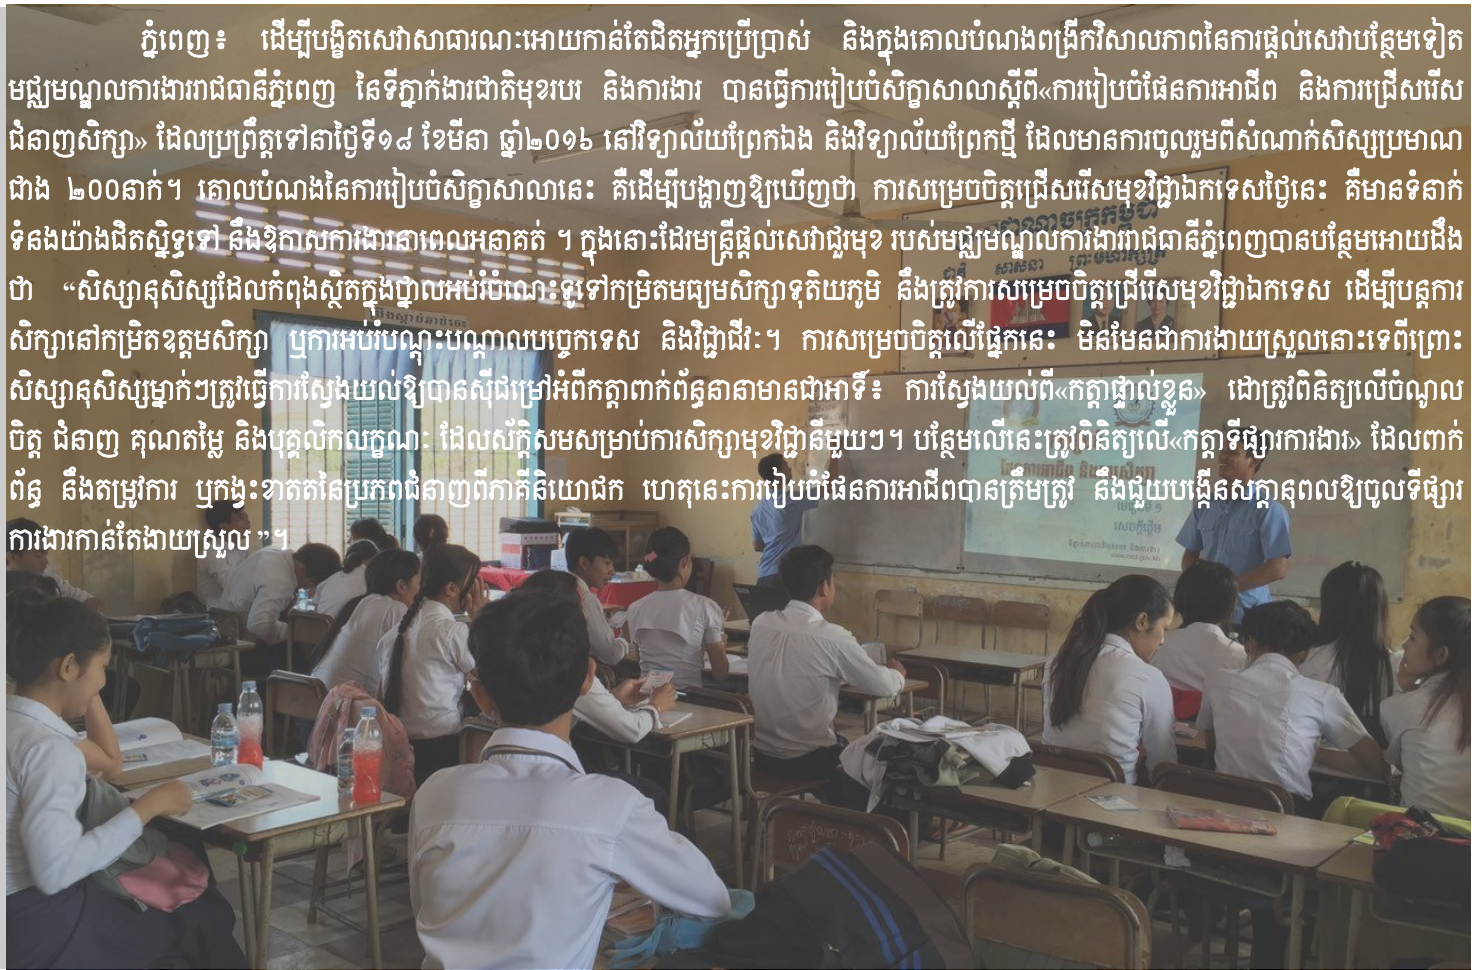 ភ្នំពេញ៖ ដើម្បីបង្ខិតសេវាសាធារណៈអោយកាន់តែជិតអ្នកប្រើប្រាស់ និងក្នុងគោលបំណងពង្រីកវិសាលភាពនៃការផ្តល់សេវាបន្ថែមទៀត
មជ្ឈមណ្ឌលការងាររាជធានីភ្នំពេញ នៃទីភ្នាក់ងារជាតិមុខរបរ និងការងារ បានធ្វើការរៀបចំសិក្ខាសាលាស្តីពី«ការរៀបចំផែនការអាជីព និងការជ្រើសរើស
ជំនាញសិក្សា» ដែលប្រព្រឹត្តទៅនាថ្ងៃទី១៨ ខែមីនា ឆ្នាំ២០១៦ នៅវិទ្យាល័យព្រែកឯង និងវិទ្យាល័យព្រែកថ្មី ដែលមានការចូលរួមពីសំណាក់សិស្សប្រមាណ
ជាង ២០០នាក់។ គោលបំណងនៃការរៀបចំសិក្ខាសាលានេះ គឺដើម្បីបង្ហាញឱ្យឃើញថា ការសម្រេចចិត្តជ្រើសរើសមុខវិជ្ជាឯកទេសថ្ងៃនេះ គឺមានទំនាក់
ទំនងយ៉ាងជិតស្និទ្ធទៅ នឹងឱកាសការងារនាពេលអនាគត់ ។ ក្នុងនោះដែរមន្ត្រីផ្តល់សេវាជួរមុខ របស់មជ្ឈមណ្ឌលការងាររាជធានីភ្នំពេញបានបន្ថែមអោយដឹង
ថា “សិស្សានុសិស្សដែលកំពុងស្ថិតក្នុងថ្នាលអប់រំចំណេះទូទៅកម្រិតមធ្យមសិក្សាទុតិយភូមិ នឹងត្រូវការសម្រេចចិត្តជ្រើរើសមុខវិជ្ជាឯកទេស ដើម្បីបន្តការ
សិក្សានៅកម្រិតឧត្តមសិក្សា ឬការអប់រំបណ្តុះបណ្តាលបច្ចេកទេស និងវិជ្ជាជីវៈ។ ការសម្រេចចិត្តលើផ្នែកនេះ មិនមែនជាការងាយស្រួលនោះទេពីព្រោះ
សិស្សានុសិស្សម្នាក់ៗត្រូវធ្វើការស្វែងយល់ឱ្យបានស៊ីជម្រៅអំពីកត្តាពាក់ព័ន្ធនានាមានជាអាទិ៍៖ ការស្វែងយល់ពី«កត្តាផ្ទាល់ខ្លួន» ដោត្រូវពិនិត្យលើចំណូល
ចិត្ត ជំនាញ គុណតម្លៃ និងបុគ្គលិកលក្ខណៈ ដែលស័ក្តិសមសម្រាប់ការសិក្សាមុខវិជ្ជានីមួយៗ។ បន្ថែមលើនេះត្រូវពិនិត្យលើ«កត្តាទីផ្សារការងារ» ដែលពាក់
ព័ន្ធ នឹងតម្រូវការ ឬកង្វះខាតតនៃប្រភពជំនាញពីភាគីនិយោជក ហេតុនេះការរៀបចំផែនការអាជីពបានត្រឹមត្រូវ នឹងជួយបង្កើនសក្តានុពលឱ្យចូលទីផ្សារ
ការងារកាន់តែងាយស្រួល ”។
ជាតិ សាសនា ព្រះមហាក្សត្រ